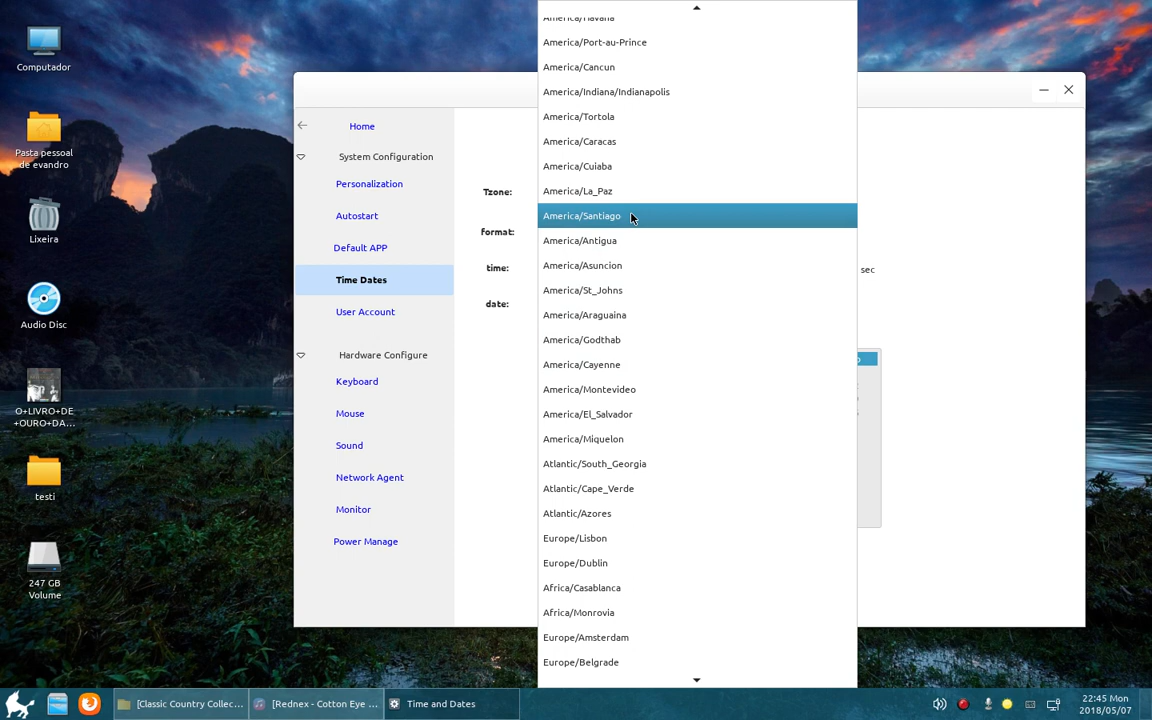 Computador
Pasta pessoal
de evandro
Lixeira
Audio Disc
O+LIVRO+DE
+OURO+DA...
testi
247 GB
Volume
Home
System Configuration
Personalization
Autostart
Default APP
Time Dates
User Account
Hardware Configure
Keyboard
Mouse
Sound
Network Agent
Monitor
Power Manage
Tzone:
format:
time:
date:
sec
America/Havana
America/Port-au-Prince
America/Cancun
America/Indiana/Indianapolis
America/Tortola
America/Caracas
America/Cuiaba
America/La_Paz
America/Santiago
America/Antigua
America/Asuncion
America/St_Johns
America/Araguaina
America/Godthab
America/Cayenne
America/Montevideo
America/El_Salvador
America/Miquelon
Atlantic/South_Georgia
Atlantic/Cape_Verde
Atlantic/Azores
Europe/Lisbon
Europe/Dublin
Africa/Casablanca
Africa/Monrovia
Europe/Amsterdam
Europe/Belgrade
[Classic Country Collec...
[Rednex - Cotton Eye ...
Time and Dates
22:45 Mon
2018/05/07